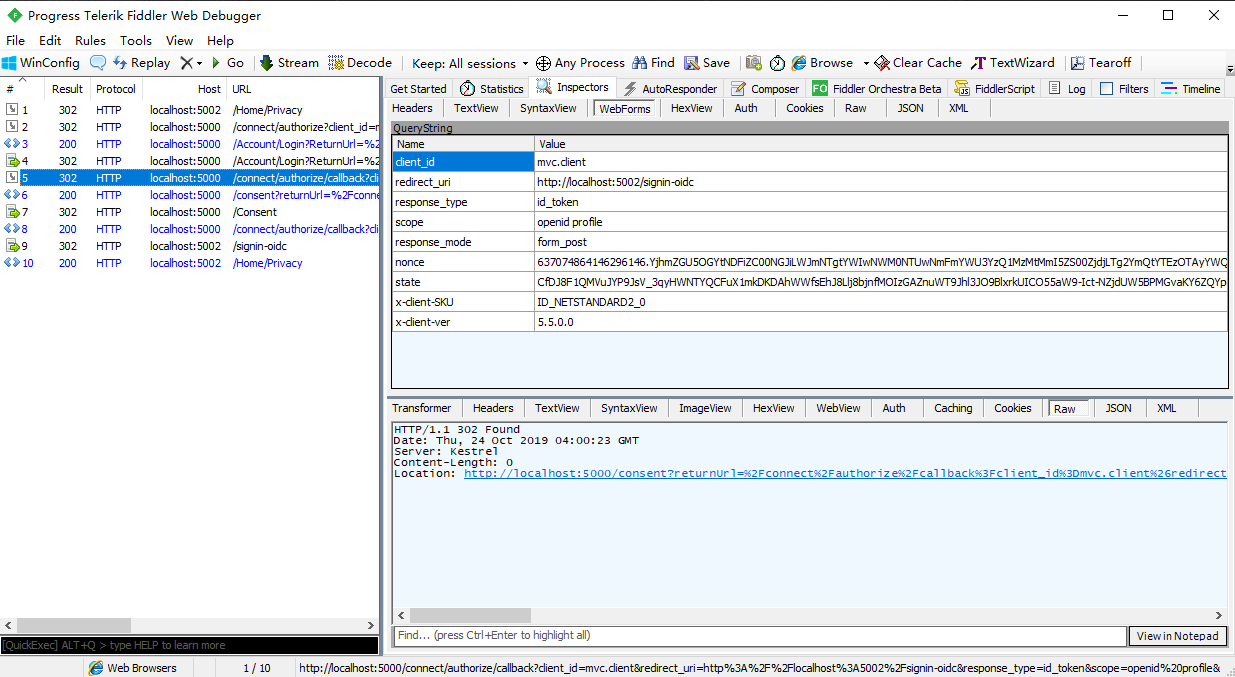 Progress Telerik Fiddler Web Debugger
File Edit Rules Tools View Help
WinConfig Replay Go Stream Decode Keep: All sessions Any Process Find Save Browse Clear Cache TextWizard Tearoff
# Result Protocol Host URL
1 302 HTTP localhost:5002 /Home/Privacy
2 302 HTTP localhost:5000 /connect/authorize?client_id=m
3 200 HTTP localhost:5000 /Account/Login?ReturnUrl=%2
4 302 HTTP localhost:5000 /Account/Login?ReturnUrl=%2
5 302 HTTP localhost:5000 /connect/authorize/callback?cli
6 200 HTTP localhost:5000 /consent?returnUrl=%2Fconne
7 302 HTTP localhost:5000 /Consent
8 200 HTTP localhost:5000 /connect/authorize/callback?cli
9 302 HTTP localhost:5002 /signin-oidc
10 200 HTTP localhost:5002 /Home/Privacy
[QuickExec] ALT+Q > type HELP to learn more
Get Started Statistics Inspectors AutoResponder Composer FO Fiddler Orchestra Beta FiddlerScript Log Filters Timeline
Headers TextView SyntaxView WebForms HexView Auth Cookies Raw JSON XML
QueryString
Name Value
client_id mvc.client
redirect_uri http://localhost:5002/signin-oidc
response_type id_token
scope openid profile
response_mode form_post
nonce
state
x-client-SKU ID_NETSTANDARD2_0
x-client-ver 5.5.0.0
Transformer Headers TextView SyntaxView ImageView HexView WebView Auth Caching Cookies Raw JSON XML
HTTP/1.1 302 Found
Date: Thu, 24 Oct 2019 04:00:23 GMT
Server: Kestrel
Content-Length: 0
Location: http://localhost:5000/consent?returnUrl=%2Fconnect%2Fauthorize%2Fcallback%3Fclient_id%3Dmvc.client%26redirect
Find... (press Ctrl+Enter to highlight all)
View in Notepad
Web Browsers 1 / 10 http://localhost:5000/connect/authorize/callback?client_id=mvc.client&redirect_uri=http%3A%2F%2Flocalhost%3A5002%2Fsignin-oidc&response_type=id_token&scope=openid%20profile&